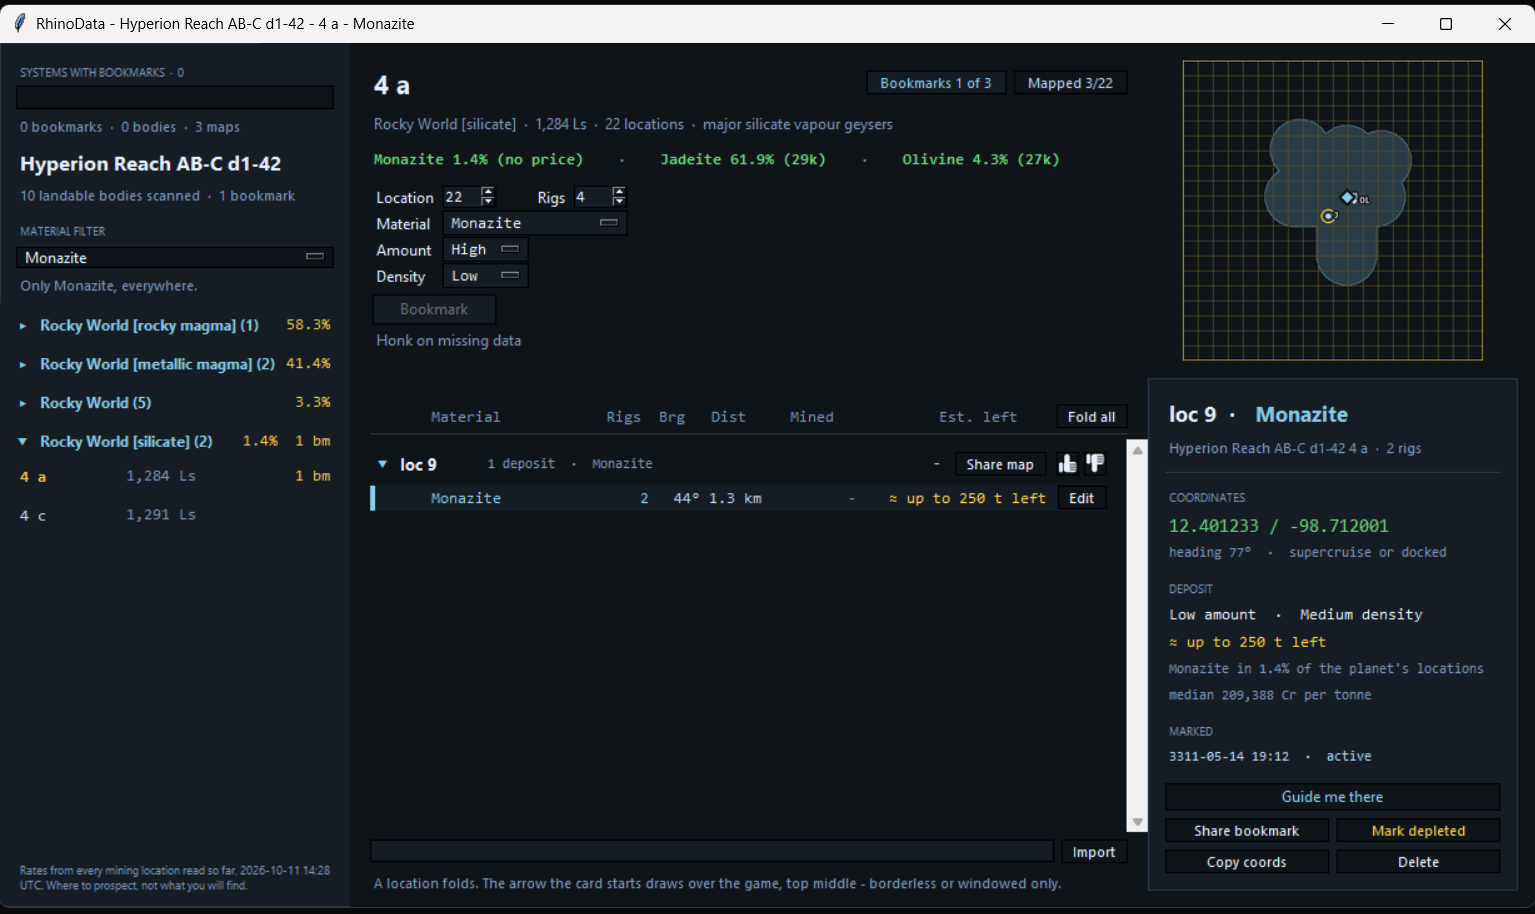 RhinoData - Hyperion Reach AB-C d1-42 - 4 a - Monazite
SYSTEMS WITH BOOKMARKS · 0
0 bookmarks · 0 bodies · 3 maps
Hyperion Reach AB-C d1-42
10 landable bodies scanned · 1 bookmark
MATERIAL FILTER
Monazite
Only Monazite, everywhere.
▸ Rocky World [rocky magma] (1) 58.3%
▸ Rocky World [metallic magma] (2) 41.4%
▸ Rocky World (5) 3.3%
▼ Rocky World [silicate] (2) 1.4% 1 bm
4 a 1,284 Ls 1 bm
4 c 1,291 Ls
Rates from every mining location read so far, 2026-10-11 14:28
UTC. Where to prospect, not what you will find.
4 a
Bookmarks 1 of 3 Mapped 3/22
Rocky World [silicate] · 1,284 Ls · 22 locations · major silicate vapour geysers
Monazite 1.4% (no price) · Jadeite 61.9% (29k) · Olivine 4.3% (27k)
Location 22 Rigs 4
Material Monazite
Amount High
Density Low
Bookmark
Honk on missing data
Material Rigs Brg Dist Mined Est. left Fold all
▼ loc 9 1 deposit · Monazite - Share map
Monazite 2 44° 1.3 km - ≈ up to 250 t left Edit
Import
A location folds. The arrow the card starts draws over the game, top middle - borderless or windowed only.
OL
J
loc 9 · Monazite
Hyperion Reach AB-C d1-42 4 a · 2 rigs
COORDINATES
12.401233 / -98.712001
heading 77° · supercruise or docked
DEPOSIT
Low amount · Medium density
≈ up to 250 t left
Monazite in 1.4% of the planet's locations
median 209,388 Cr per tonne
MARKED
3311-05-14 19:12 · active
Guide me there
Share bookmark Mark depleted
Copy coords Delete